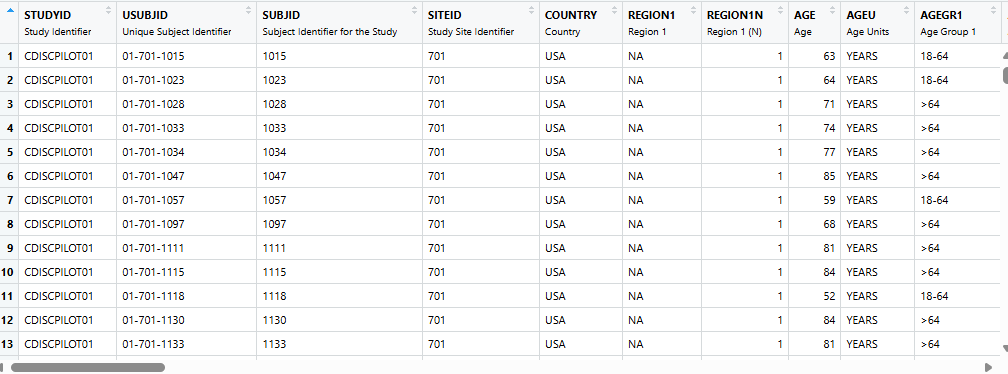 STUDYID USUBJID SUBJID SITEID COUNTRY REGION1 REGION1N AGE AGEU AGEGR1
Study Identifier Unique Subject Identifier Subject Identifier for the Study Study Site Identifier Country Region 1 Region 1 (N) Age Age Units Age Group 1
1 CDISCPILOT01 01-701-1015 1015 701 USA NA 1 63 YEARS 18-64
2 CDISCPILOT01 01-701-1023 1023 701 USA NA 1 64 YEARS 18-64
3 CDISCPILOT01 01-701-1028 1028 701 USA NA 1 71 YEARS >64
4 CDISCPILOT01 01-701-1033 1033 701 USA NA 1 74 YEARS >64
5 CDISCPILOT01 01-701-1034 1034 701 USA NA 1 77 YEARS >64
6 CDISCPILOT01 01-701-1047 1047 701 USA NA 1 85 YEARS >64
7 CDISCPILOT01 01-701-1057 1057 701 USA NA 1 59 YEARS 18-64
8 CDISCPILOT01 01-701-1097 1097 701 USA NA 1 68 YEARS >64
9 CDISCPILOT01 01-701-1111 1111 701 USA NA 1 81 YEARS >64
10 CDISCPILOT01 01-701-1115 1115 701 USA NA 1 84 YEARS >64
11 CDISCPILOT01 01-701-1118 1118 701 USA NA 1 52 YEARS 18-64
12 CDISCPILOT01 01-701-1130 1130 701 USA NA 1 84 YEARS >64
13 CDISCPILOT01 01-701-1133 1133 701 USA NA 1 81 YEARS >64